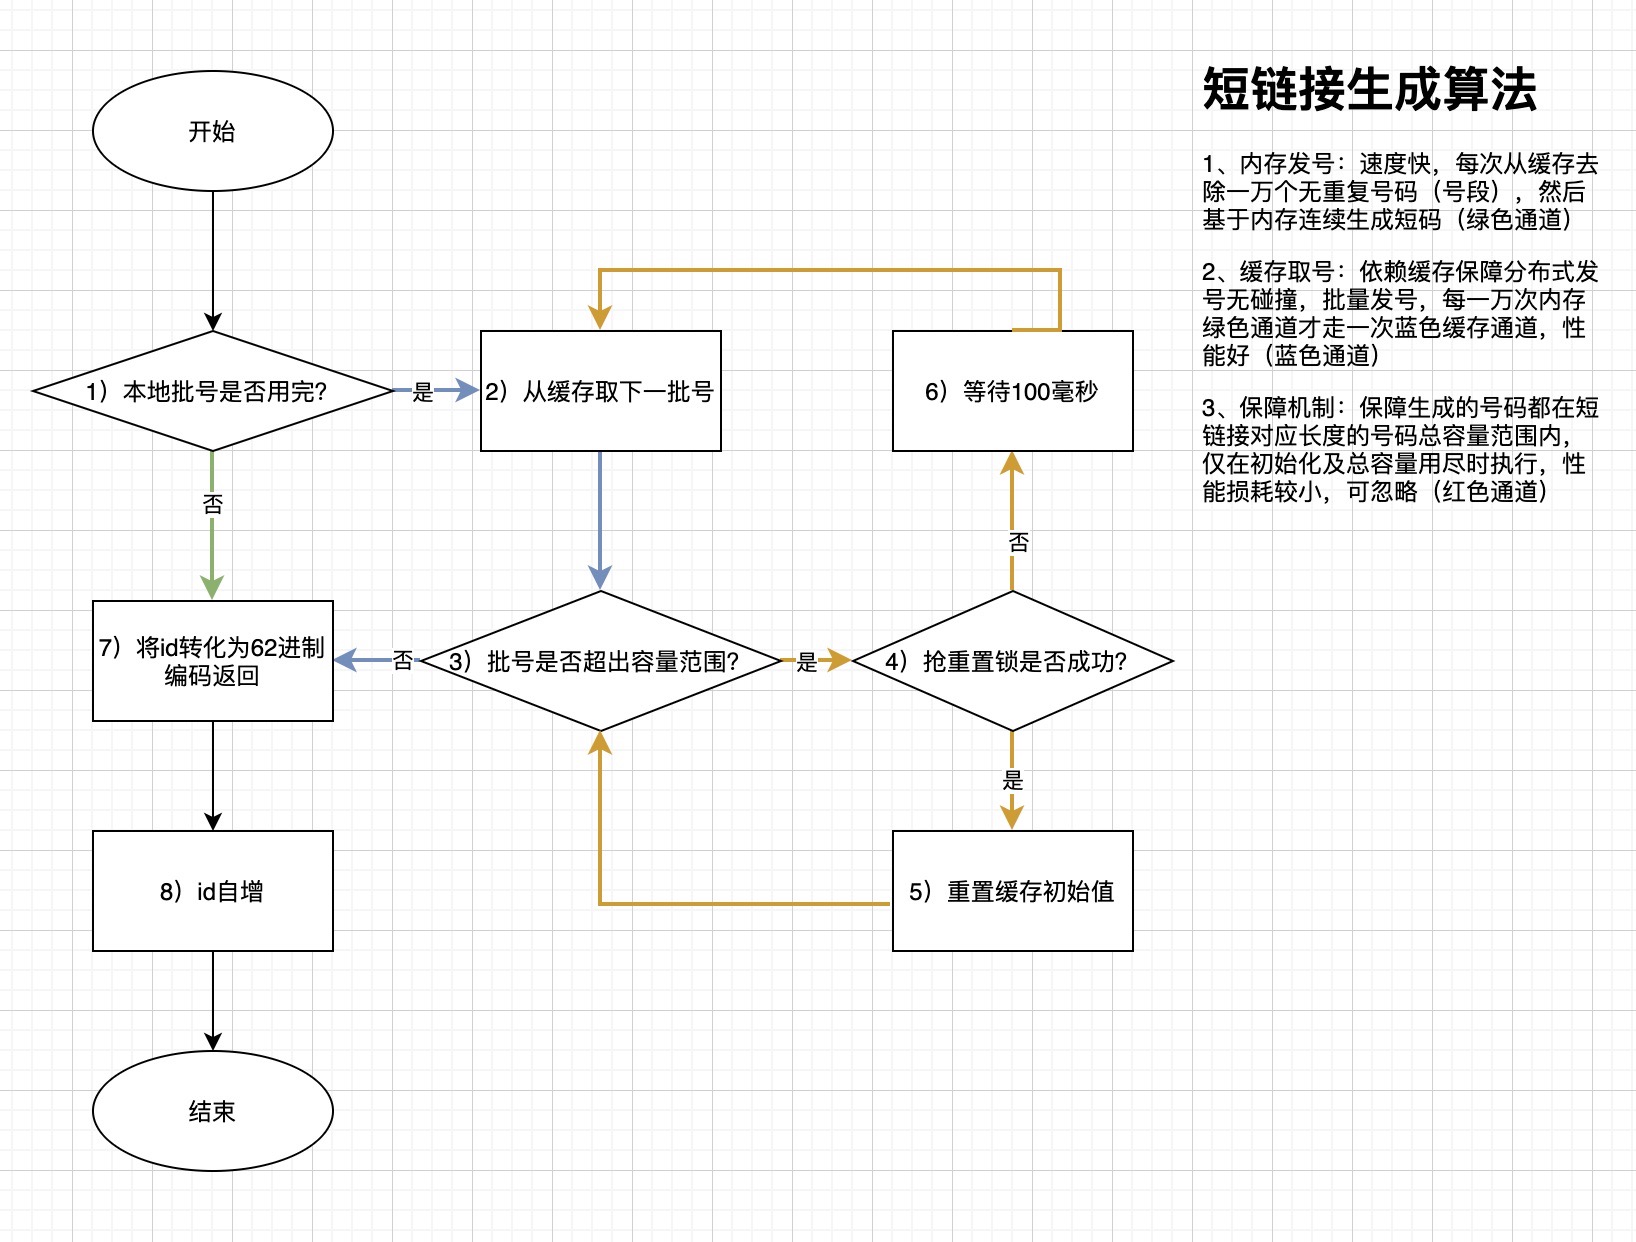 短链接生成算法
1、内存发号：速度快，每次从缓存去
除一万个无重复号码（号段），然后
基于内存连续生成短码（绿色通道）
2、缓存取号：依赖缓存保障分布式发
号无碰撞，批量发号，每一万次内存
绿色通道才走一次蓝色缓存通道，性
能好（蓝色通道）
3、保障机制：保障生成的号码都在短
链接对应长度的号码总容量范围内，
仅在初始化及总容量用尽时执行，性
能损耗较小，可忽略（红色通道）
开始
1）本地批号是否用完？
是
2）从缓存取下一批号
6）等待100毫秒
否
否
7）将id转化为62进制
编码返回
否
3）批号是否超出容量范围？
是
4）抢重置锁是否成功？
是
8）id自增
5）重置缓存初始值
结束